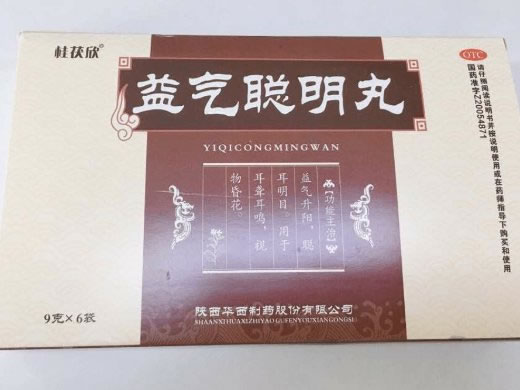 桂茯欣®
OTC
请仔细阅读说明书并按说明使用或在药师指导下购买和使用
国药准字Z20054871
益气聪明丸
YIQICONGMINGWAN
【功能主治】
益气升阳，聪
耳明目。用于
耳聋耳鸣，视
物昏花
陕西华西制药股份有限公司
SHAANXIHUAXIZHIYAOGUFENYOUXIANGONGSI
9克×6袋